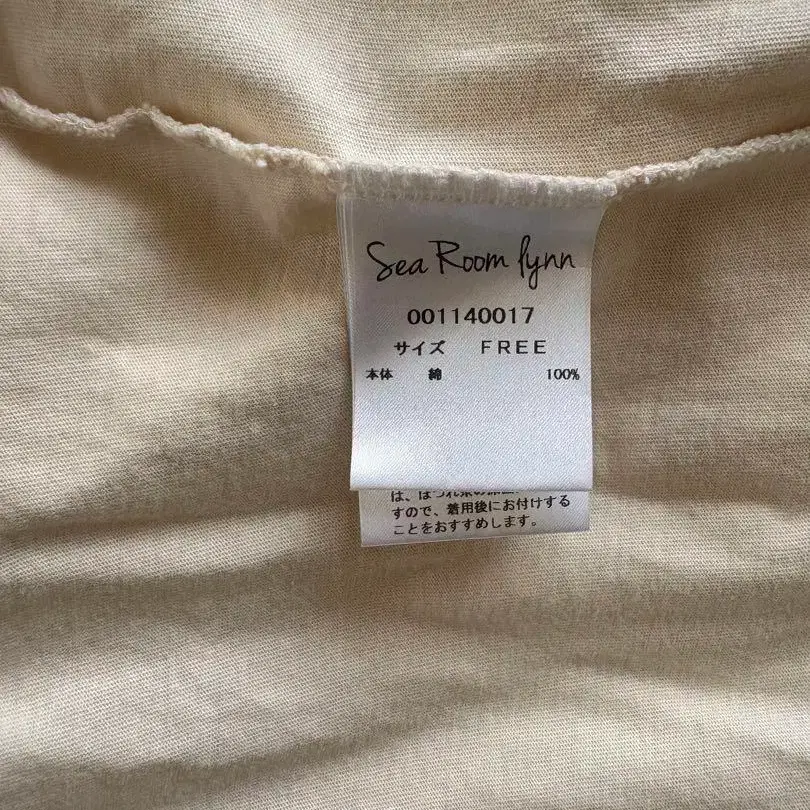 Sea Room lynn
001140017
サイズ FREE
本体 綿 100%
は、ほつれ
すので、着用後にお付けする
ことをおすすめします。